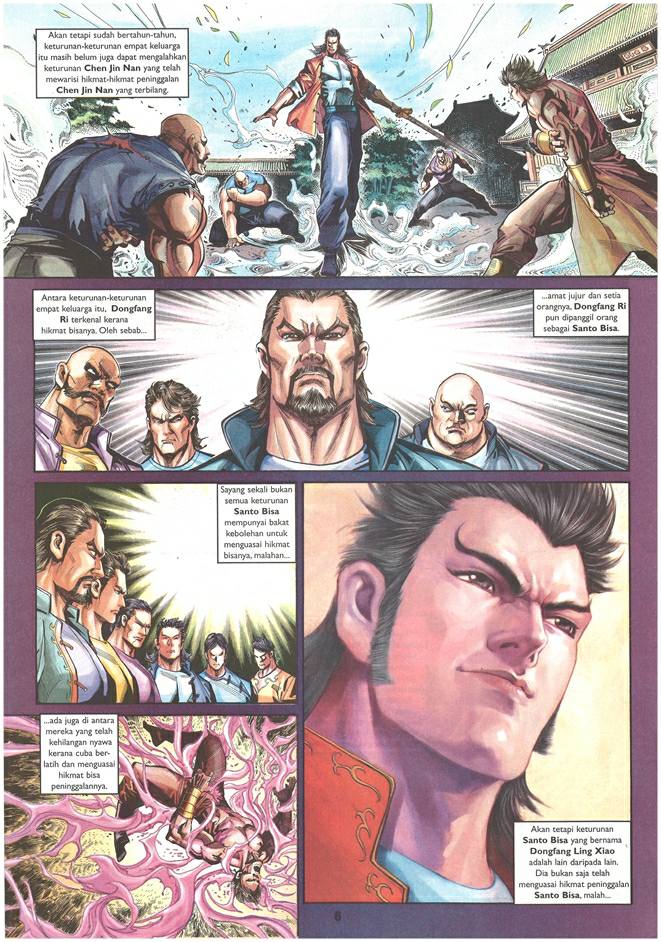 Akan tetapi sudah bertahun-tahun,
keturunan-keturunan empat keluarga
itu masih belum juga dapat mengalahkan
keturunan Chen Jin Nan yang telah
mewarisi hikmat-hikmat peninggalan
Chen Jin Nan yang terbilang.
Antara keturunan-keturunan
empat keluarga itu, Dongfang
Ri terkenal kerana
hikmat bisanya. Oleh sebab...
...amat jujur dan setia
orangnya, Dongfang Ri
pun dipanggil orang
sebagai Santo Bisa.
Sayang sekali bukan
semua keturunan
Santo Bisa
mempunyai bakat
kebolehan untuk
menguasai hikmat
bisanya, malahan...
...ada juga di antara
mereka yang telah
kehilangan nyawa
kerana cuba ber-
latih dan menguasai
hikmat bisa
peninggalannya.
Akan tetapi keturunan
Santo Bisa yang bernama
Dongfang Ling Xiao
adalah lain daripada lain.
Dia bukan saja telah
menguasai hikmat peninggalan
Santo Bisa, malah...
6